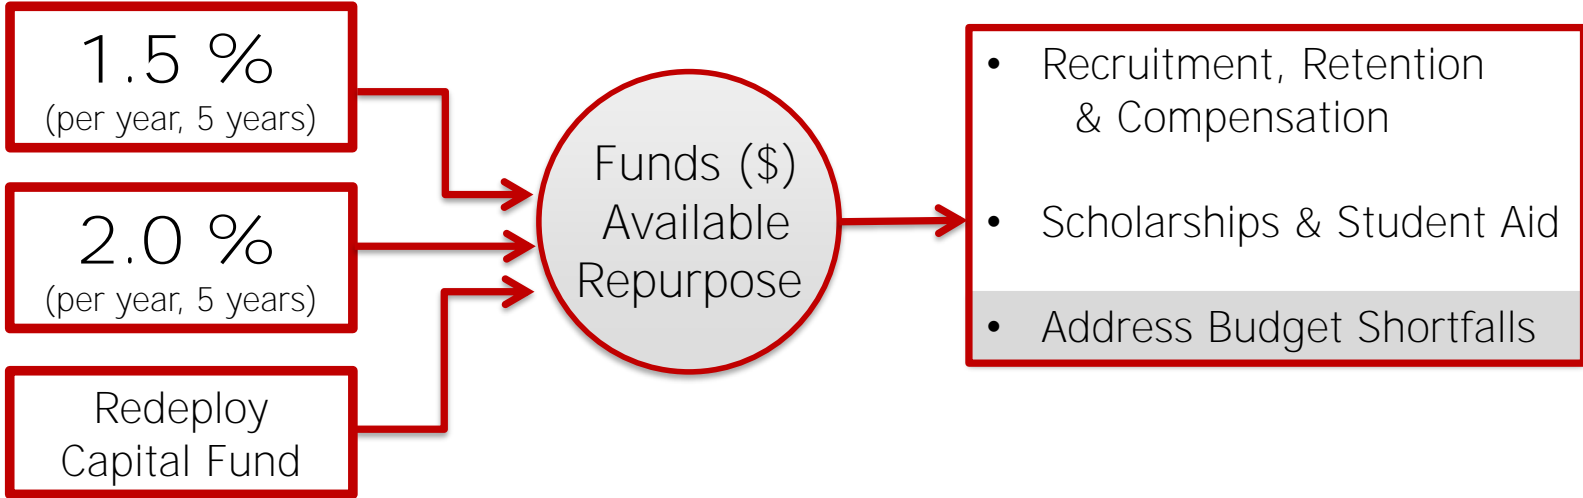 1.5 %
(per year, 5 years)
2.0 %
(per year, 5 years)
Redeploy
Capital Fund
Funds ($)
Available
Repurpose
• Recruitment, Retention
& Compensation
• Scholarships & Student Aid
• Address Budget Shortfalls